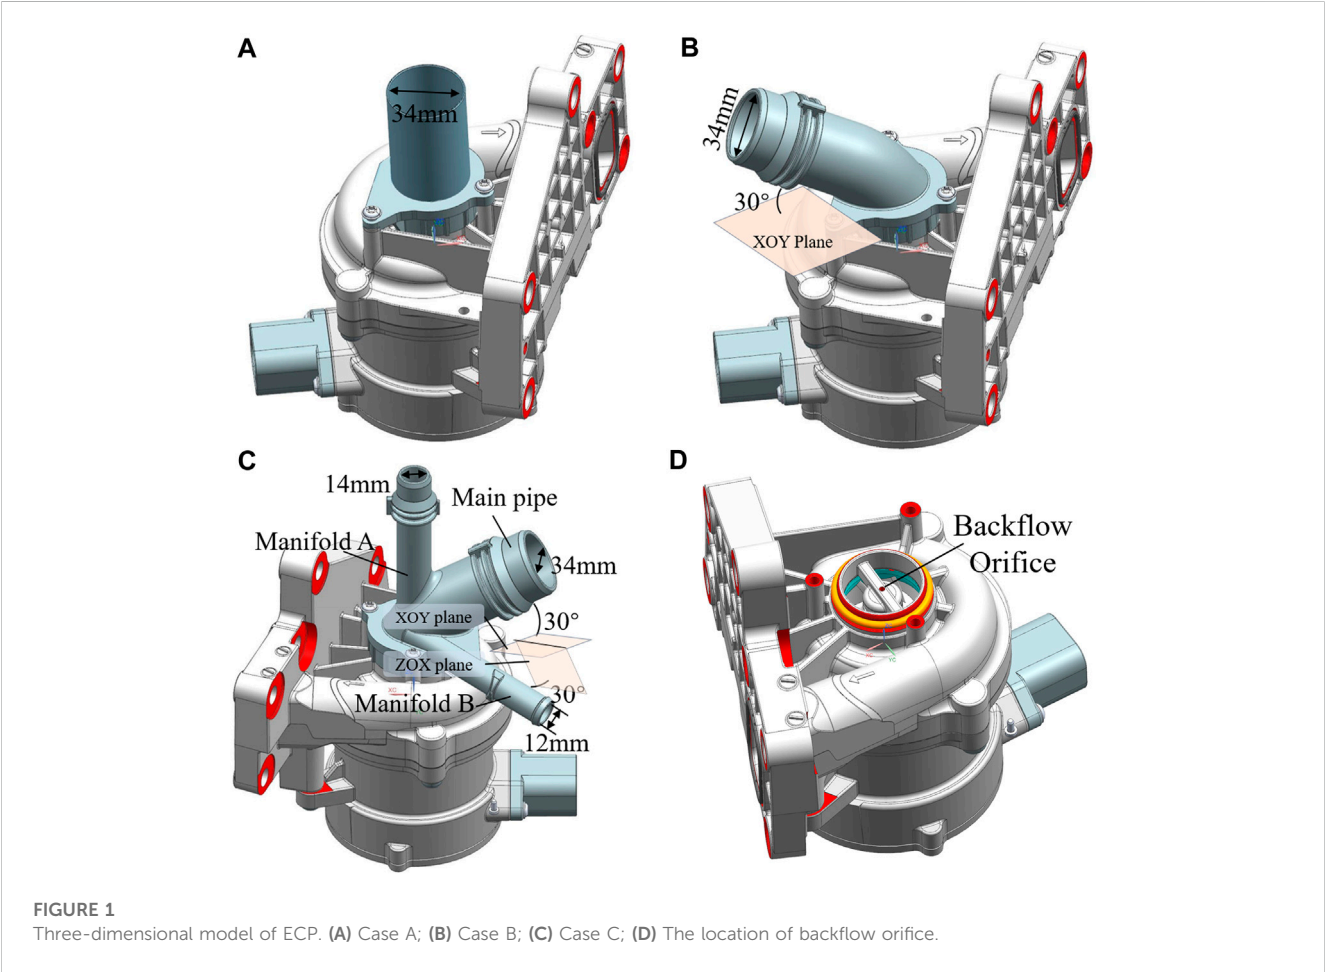 A
34mm
B
34mm
30°
XOY Plane
C
14mm
Main pipe
Manifold A
34mm
XOY plane
30°
ZOX plane
30°
Manifold B
12mm
D
Backflow
Orifice
FIGURE 1
Three-dimensional model of ECP. (A) Case A; (B) Case B; (C) Case C; (D) The location of backflow orifice.